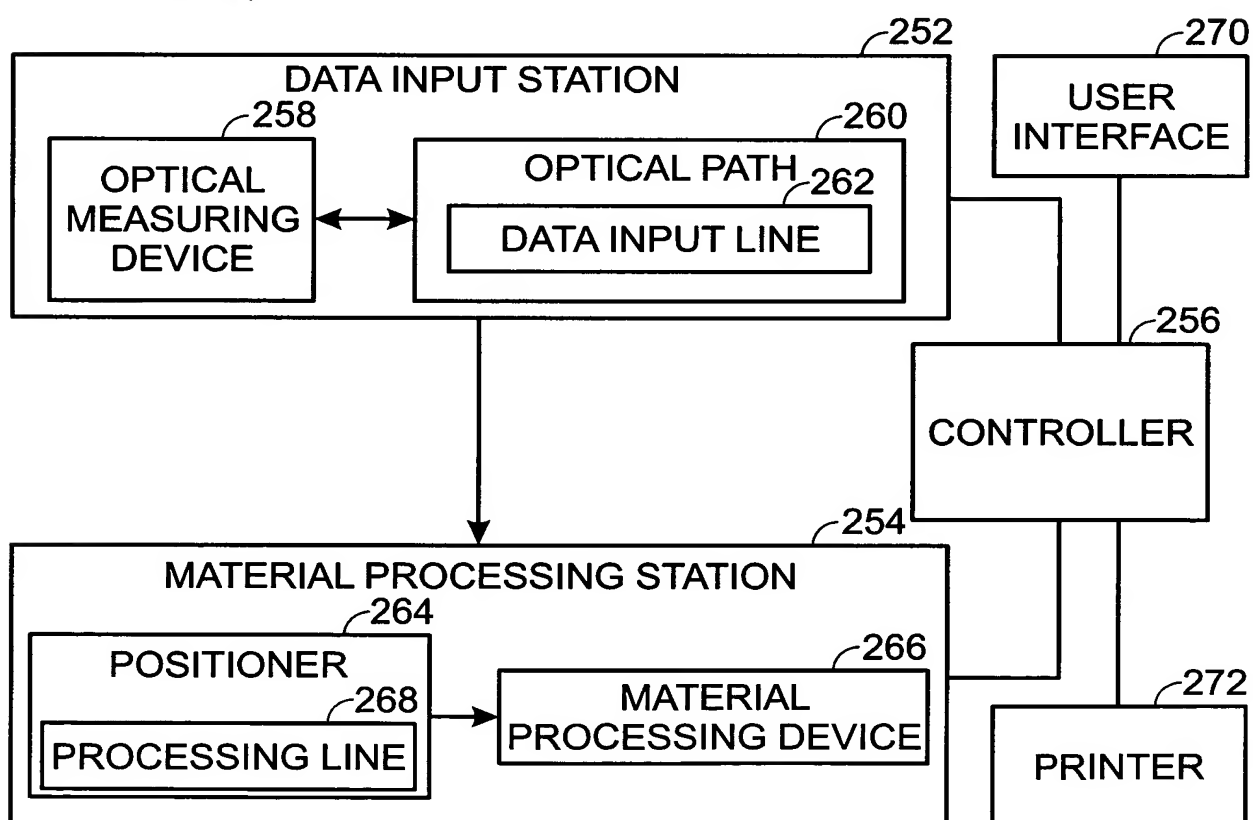 252
270
DATA INPUT STATION
USER
INTERFACE
258
260
OPTICAL
MEASURING
DEVICE
OPTICAL PATH
262
DATA INPUT LINE
256
CONTROLLER
254
MATERIAL PROCESSING STATION
264
POSITIONER
266
268
PROCESSING LINE
MATERIAL
PROCESSING DEVICE
272
PRINTER